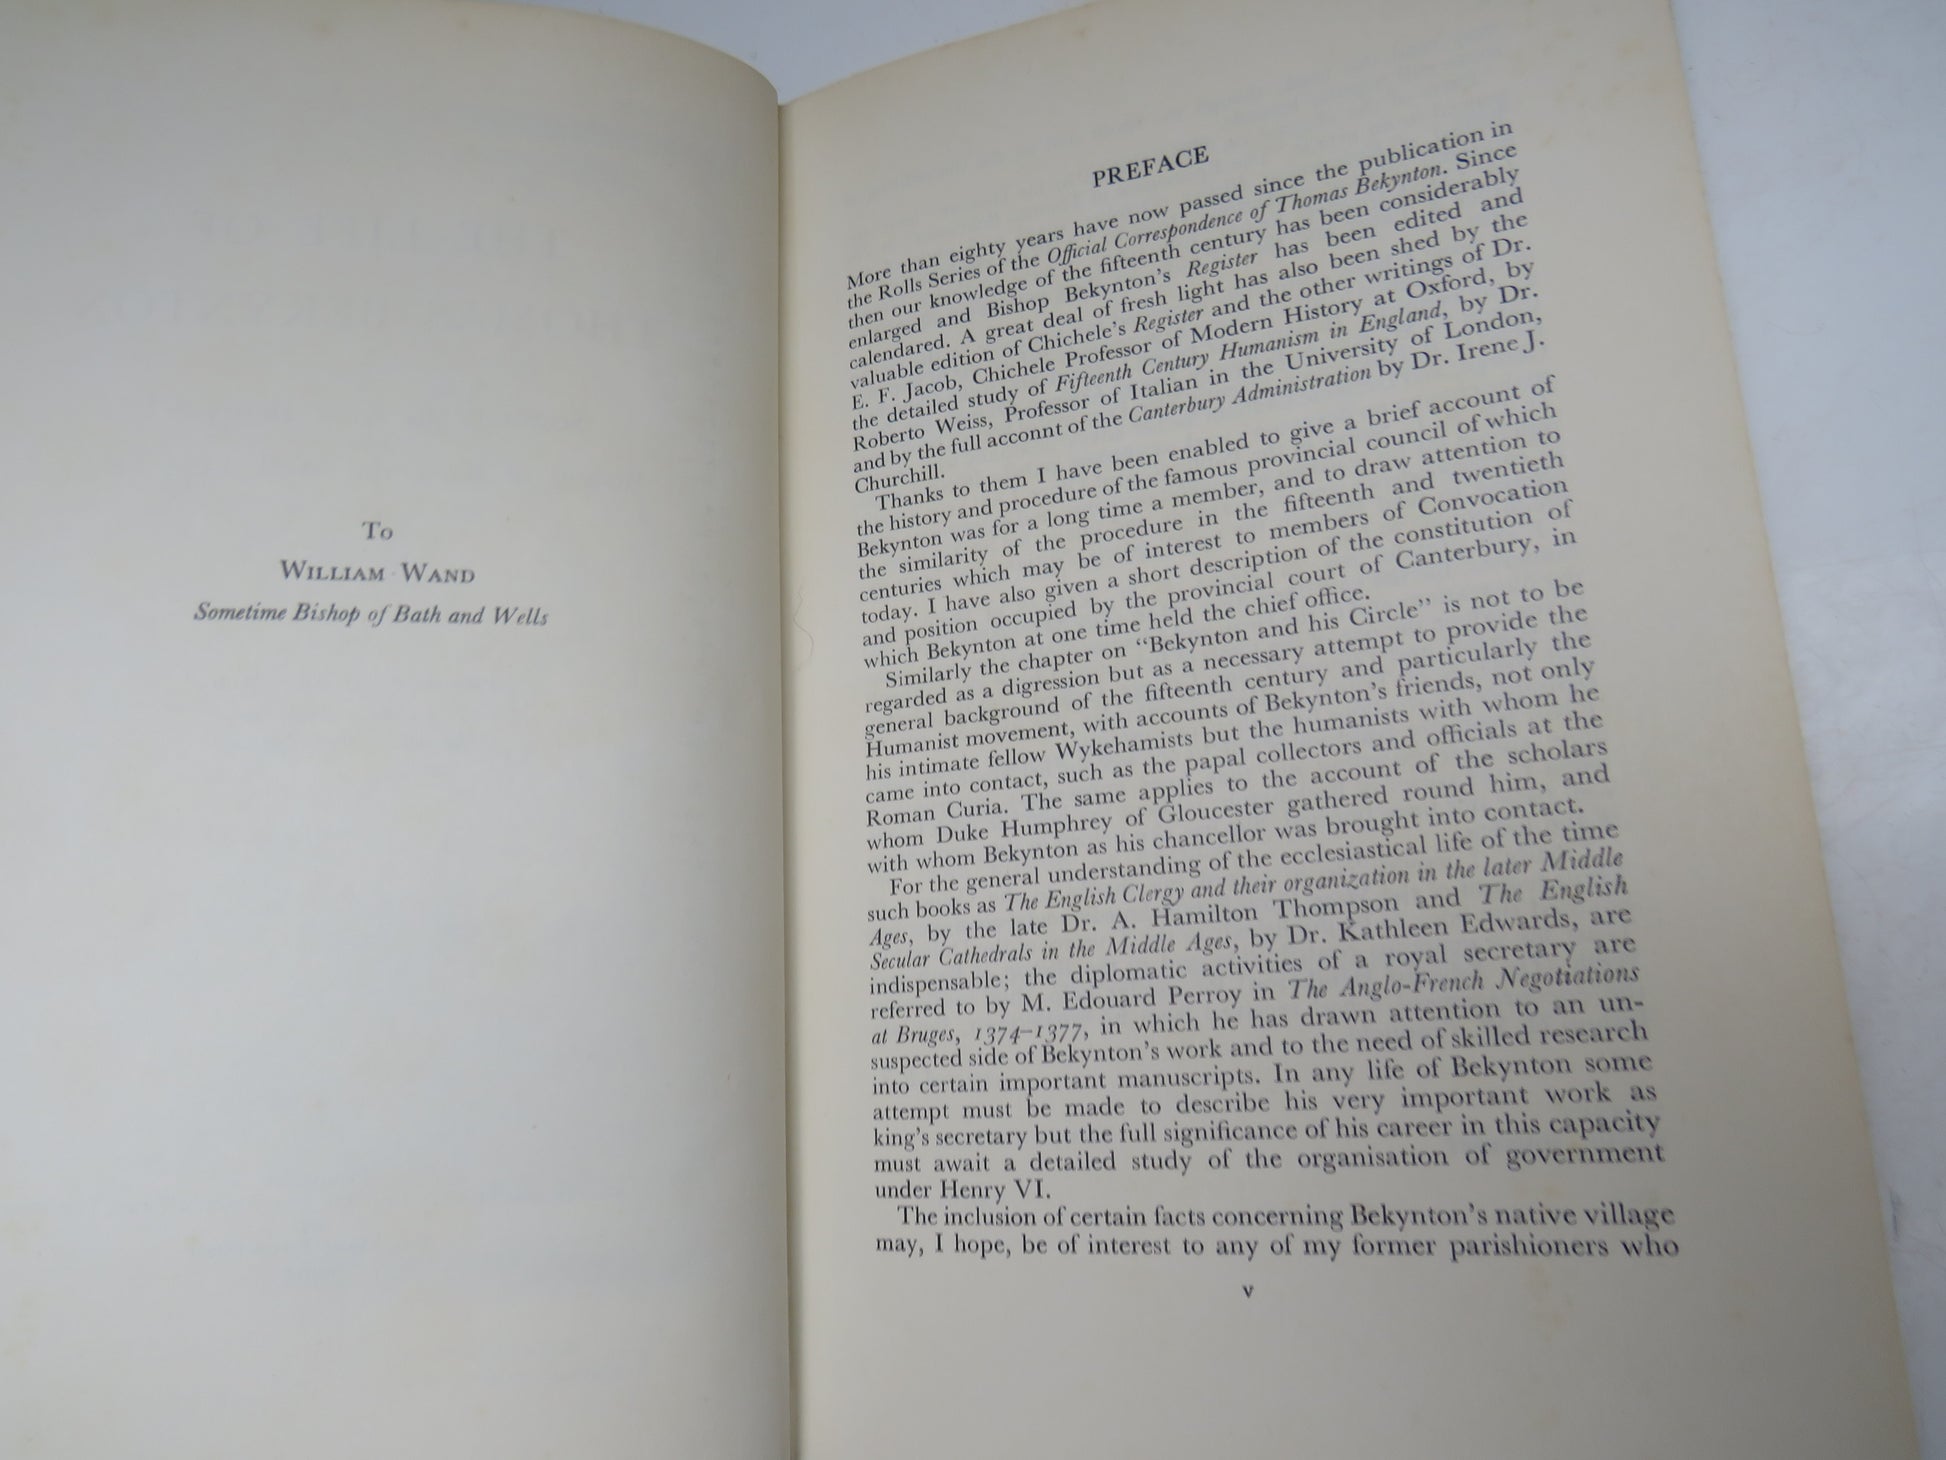 To
William Wand
Sometime Bishop of Bath and Wells
PREFACE
More than eighty years have now passed since the publication in
the Rolls Series of the Official Correspondence of Thomas Bekynton. Since
then our knowledge of the fifteenth century has been considerably
enlarged and Bishop Bekynton's Register has been edited and
calendared. A great deal of fresh light has also been shed by the
valuable edition of Chichele's Register and the other writings of Dr.
E. F. Jacob, Chichele Professor of Modern History at Oxford, by
the detailed study of Fifteenth Century Humanism in England, by Dr.
Roberto Weiss, Professor of Italian in the University of London,
and by the full acconnt of the Canterbury Administration by Dr. Irene J.
Churchill.
Thanks to them I have been enabled to give a brief account of
the history and procedure of the famous provincial council of which
Bekynton was for a long time a member, and to draw attention to
the similarity of the procedure in the fifteenth and twentieth
centuries which may be of interest to members of Convocation
today. I have also given a short description of the constitution of
and position occupied by the provincial court of Canterbury, in
which Bekynton at one time held the chief office.
Similarly the chapter on "Bekynton and his Circle" is not to be
regarded as a digression but as a necessary attempt to provide the
general background of the fifteenth century and particularly the
Humanist movement, with accounts of Bekynton's friends, not only
his intimate fellow Wykehamists but the humanists with whom he
came into contact, such as the papal collectors and officials at the
Roman Curia. The same applies to the account of the scholars
whom Duke Humphrey of Gloucester gathered round him, and
with whom Bekynton as his chancellor was brought into contact.
For the general understanding of the ecclesiastical life of the time
such books as The English Clergy and their organization in the later Middle
Ages, by the late Dr. A. Hamilton Thompson and The English
Secular Cathedrals in the Middle Ages, by Dr. Kathleen Edwards, are
indispensable; the diplomatic activities of a royal secretary are
referred to by M. Edouard Perroy in The Anglo-French Negotiations
at Bruges, 1374-1377, in which he has drawn attention to an un-
suspected side of Bekynton's work and to the need of skilled research
into certain important manuscripts. In any life of Bekynton some
attempt must be made to describe his very important work as
king's secretary but the full significance of his career in this capacity
must await a detailed study of the organisation of government
under Henry VI.
The inclusion of certain facts concerning Bekynton's native village
may, I hope, be of interest to any of my former parishioners who
v